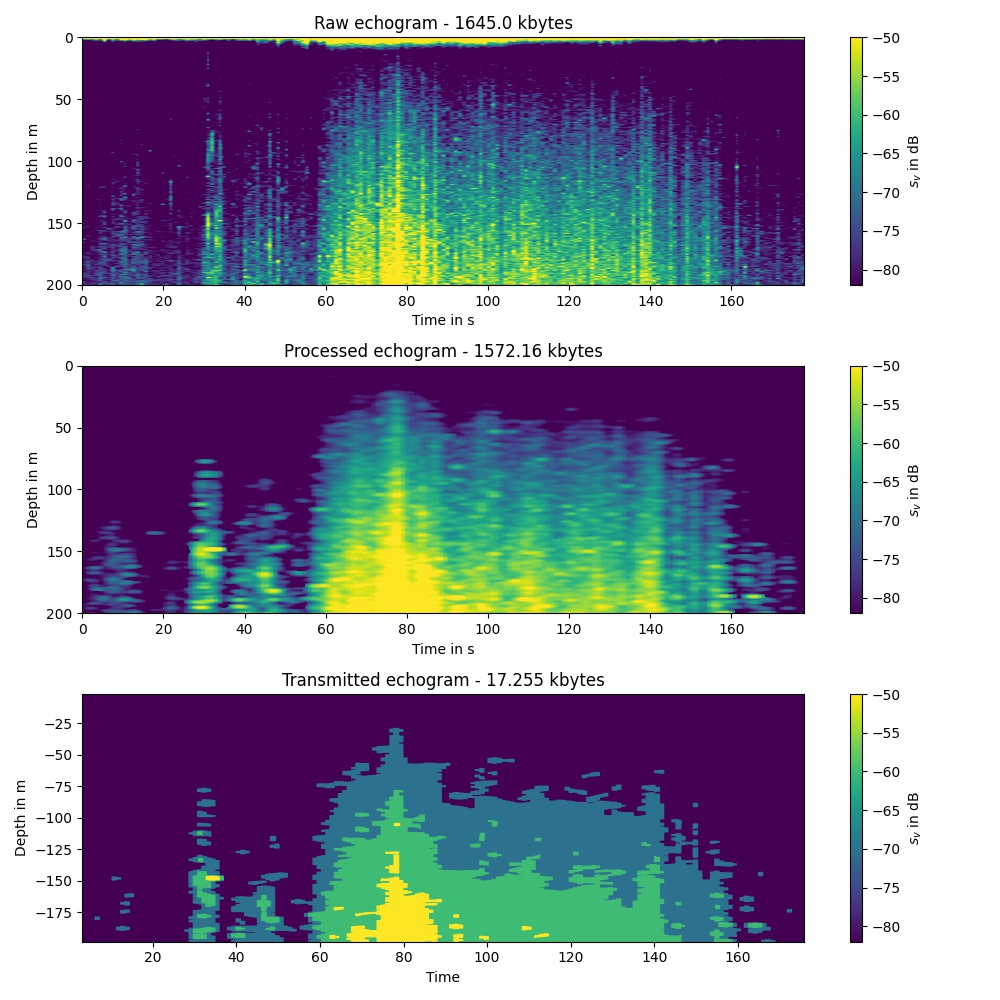 Raw echogram - 1645.0 kbytes
0
50
100
150
200
Depth in m
0 20 40 60 80 100 120 140 160
Time in s
−50
−55
−60
−65
−70
−75
−80
sv in dB
Processed echogram - 1572.16 kbytes
0
50
100
150
200
Depth in m
0 20 40 60 80 100 120 140 160
Time in s
−50
−55
−60
−65
−70
−75
−80
sv in dB
Transmitted echogram - 17.255 kbytes
−25
−50
−75
−100
−125
−150
−175
Depth in m
20 40 60 80 100 120 140 160
Time
−50
−55
−60
−65
−70
−75
−80
sv in dB